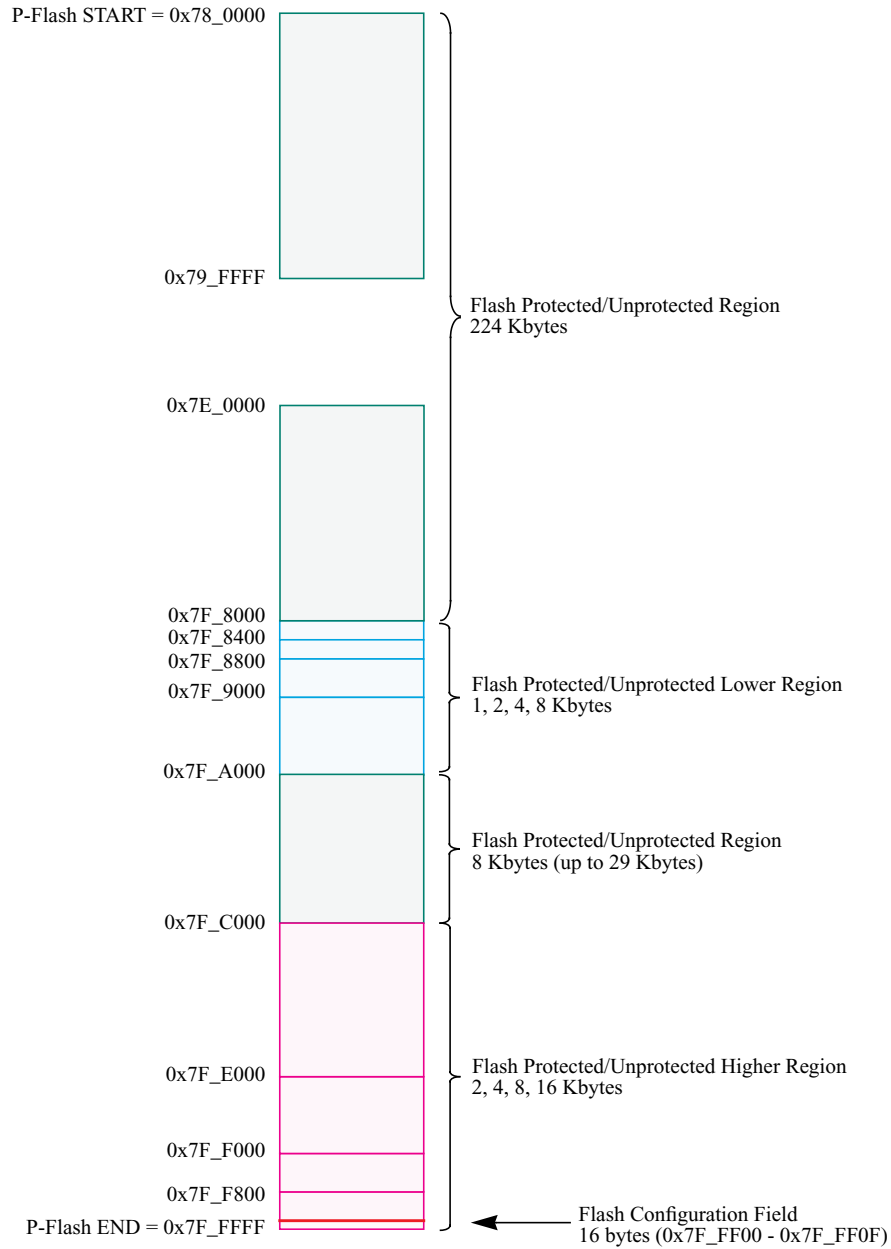 P-Flash START = 0x78_0000
0x79_FFFF
Flash Protected/Unprotected Region
224 Kbytes
0x7E_0000
0x7F_8000
0x7F_8400
0x7F_8800
0x7F_9000
Flash Protected/Unprotected Lower Region
1, 2, 4, 8 Kbytes
0x7F_A000
Flash Protected/Unprotected Region
8 Kbytes (up to 29 Kbytes)
0x7F_C000
Flash Protected/Unprotected Higher Region
2, 4, 8, 16 Kbytes
0x7F_E000
0x7F_F000
0x7F_F800
P-Flash END = 0x7F_FFFF
Flash Configuration Field
16 bytes (0x7F_FF00 - 0x7F_FF0F)